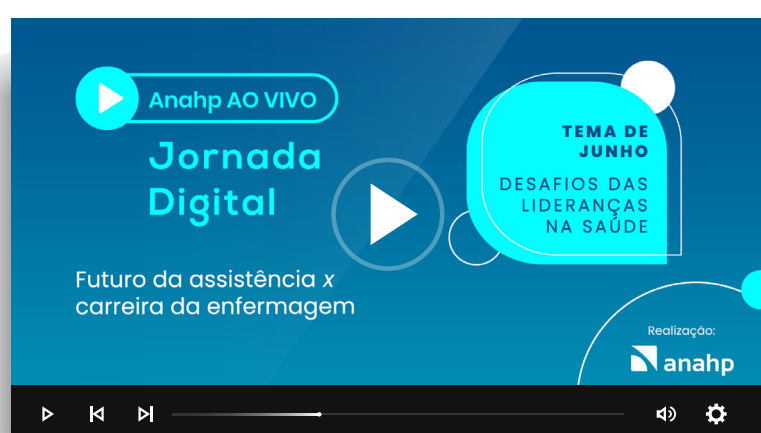 Anahp AO VIVO
Jornada
Digital
TEMA DE
JUNHO
DESAFIOS DAS
LIDERANÇAS
NA SAÚDE
Futuro da assistência x
carreira da enfermagem
Realização:
anahp